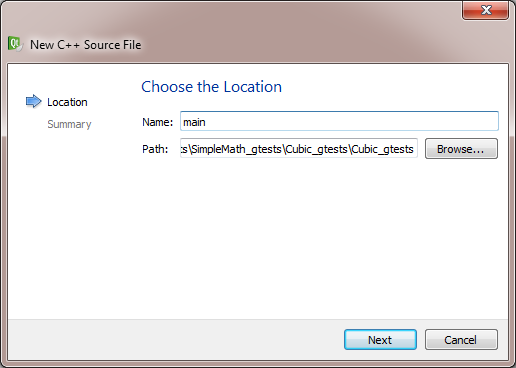 New C++ Source File
Choose the Location
Location
Summary
Name: main
Path: :s\SimpleMath_gtests\Cubic_gtests\Cubic_gtests Browse...
Next Cancel